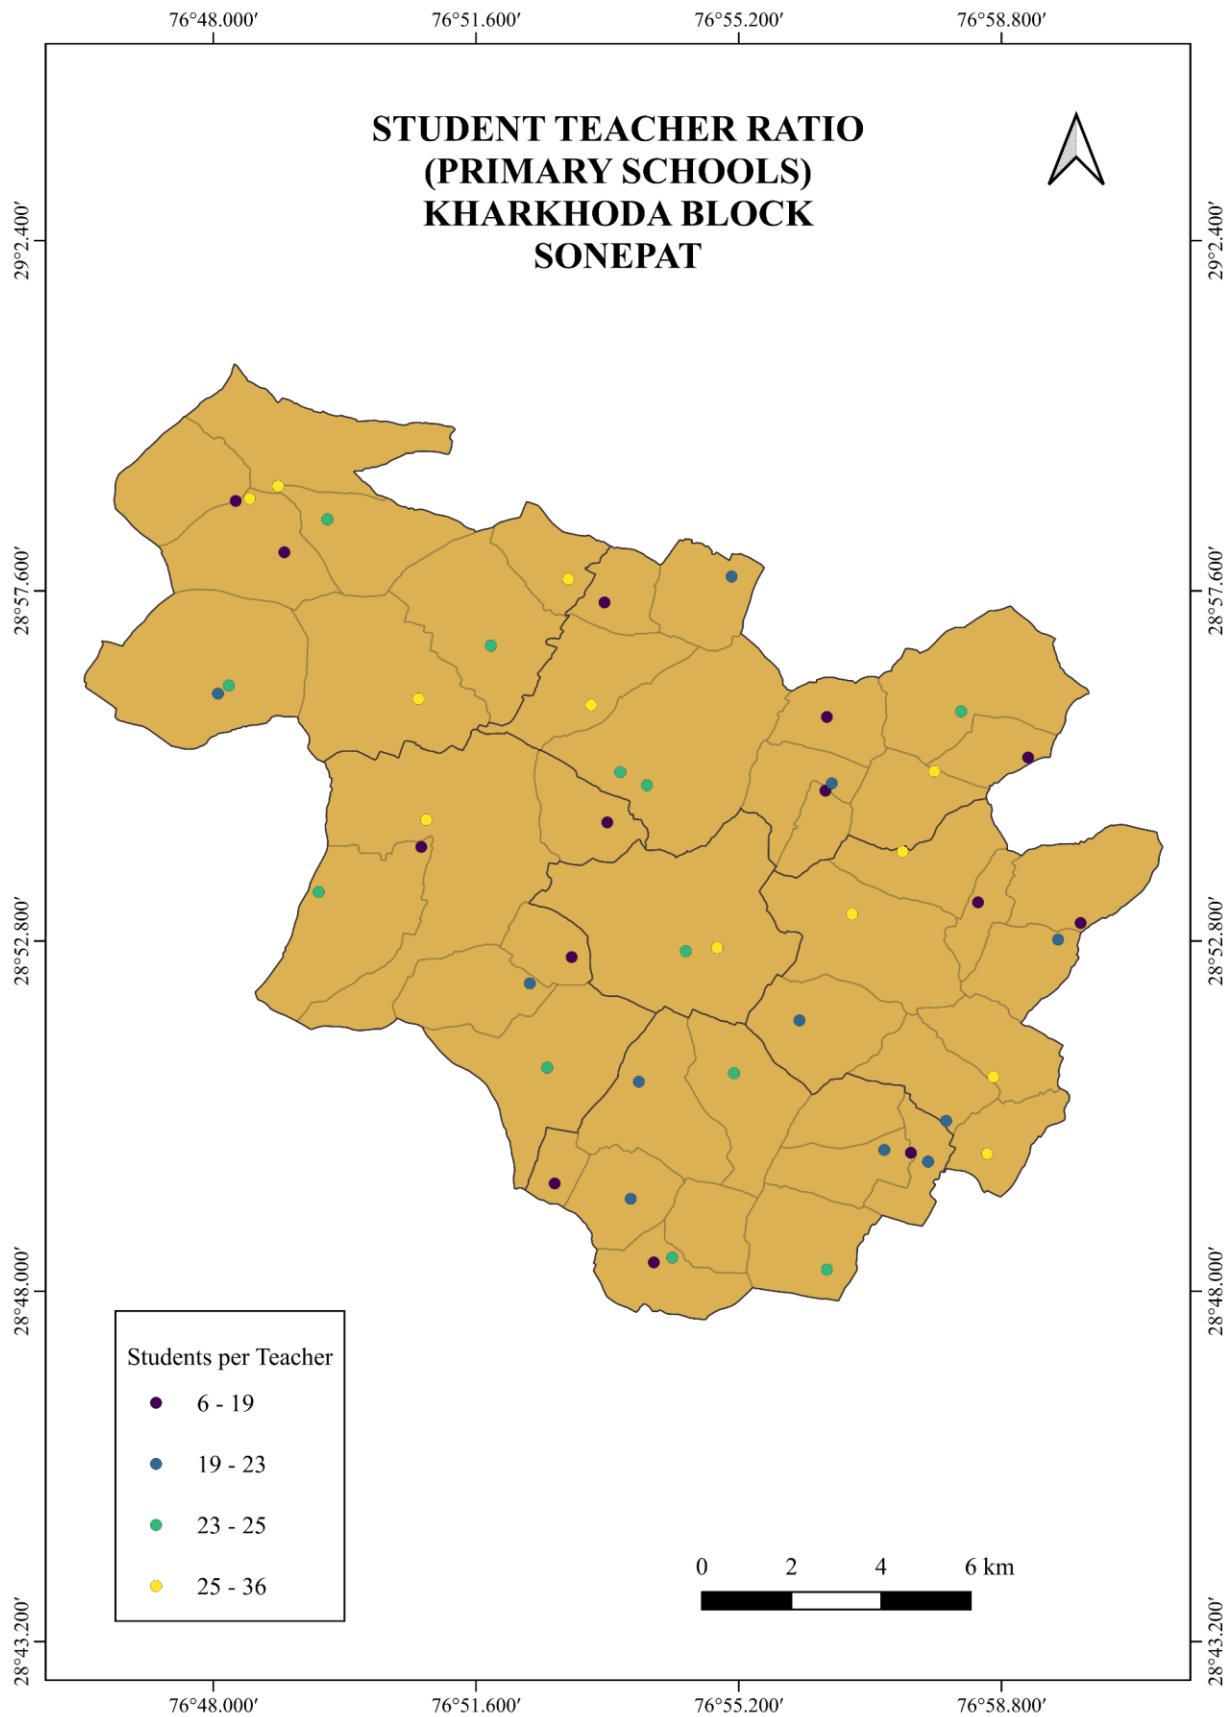 76°48.000′ 76°51.600′ 76°55.200′ 76°58.800′
STUDENT TEACHER RATIO
(PRIMARY SCHOOLS)
KHARKHODA BLOCK
SONEPAT
29°2.400′ 29°2.400′
28°57.600′ 28°57.600′
28°52.800′ 28°52.800′
28°48.000′ 28°48.000′
Students per Teacher
6 - 19
19 - 23
23 - 25
25 - 36
0 2 4 6 km
28°43.200′ 28°43.200′
76°48.000′ 76°51.600′ 76°55.200′ 76°58.800′